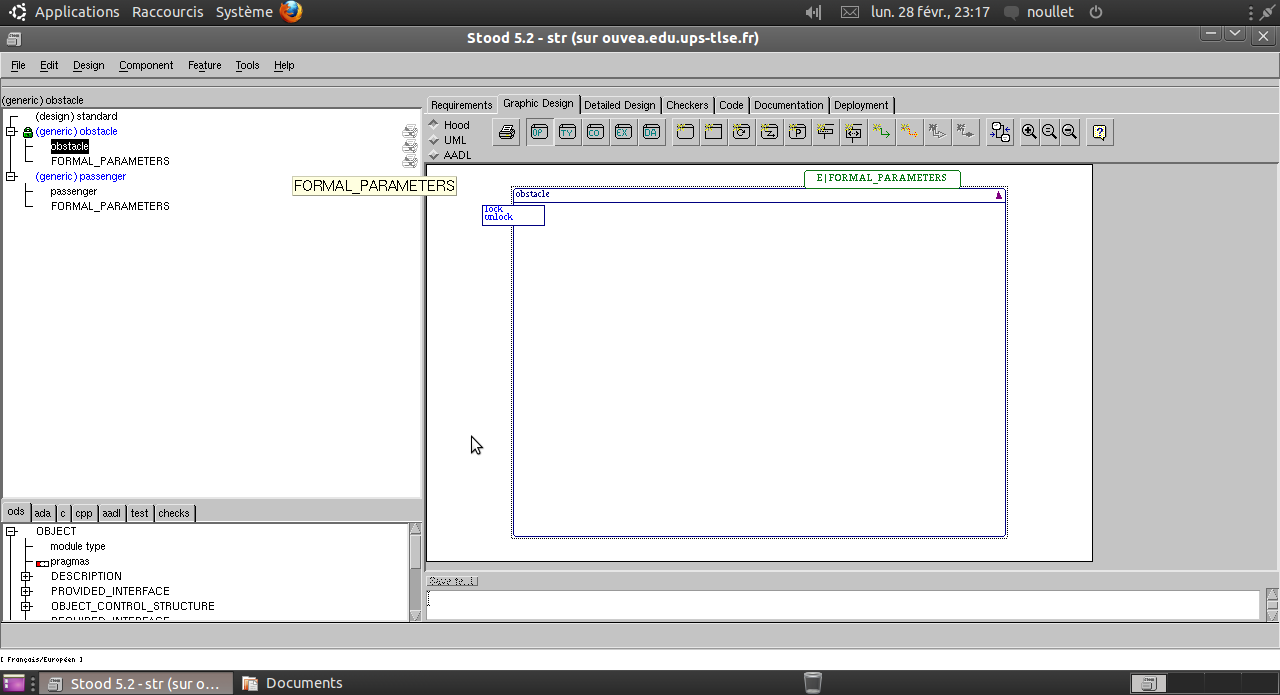 Applications Raccourcis Système lun. 28 févr., 23:17 noullet
Stood 5.2 - str (sur ouvea.edu.ups-tlse.fr)
File Edit Design Component Feature Tools Help
(generic) obstacle
(design) standard
(generic) obstacle
obstacle
FORMAL_PARAMETERS
(generic) passenger
passenger
FORMAL_PARAMETERS
FORMAL_PARAMETERS
Requirements Graphic Design Detailed Design Checkers Code Documentation Deployment
Hood
UML
AADL
OP TY CO EX DA P
E|FORMAL_PARAMETERS
obstacle
lock
unlock
ods ada c cpp aadl test checks
OBJECT
module type
pragmas
DESCRIPTION
PROVIDED_INTERFACE
OBJECT_CONTROL_STRUCTURE
REQUIRED_INTERFACE
[ Français/Européen ]
Stood 5.2 - str (sur o... Documents